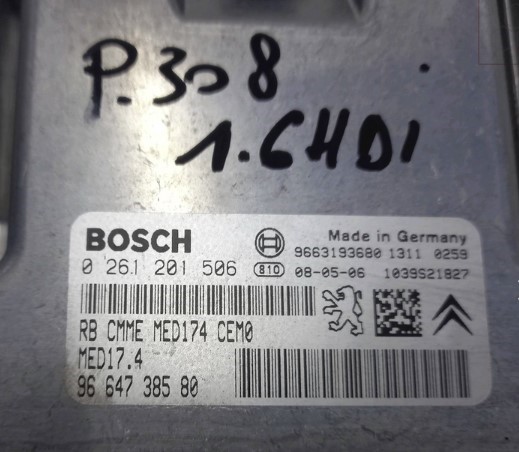 P.308
1.6HDI
BOSCH
Made in Germany
9663193680 1311 0259
0 261 201 506 810 08-05-06 1039S21827
RB CMME MED174 CEM0
MED17.4
96 647 385 80